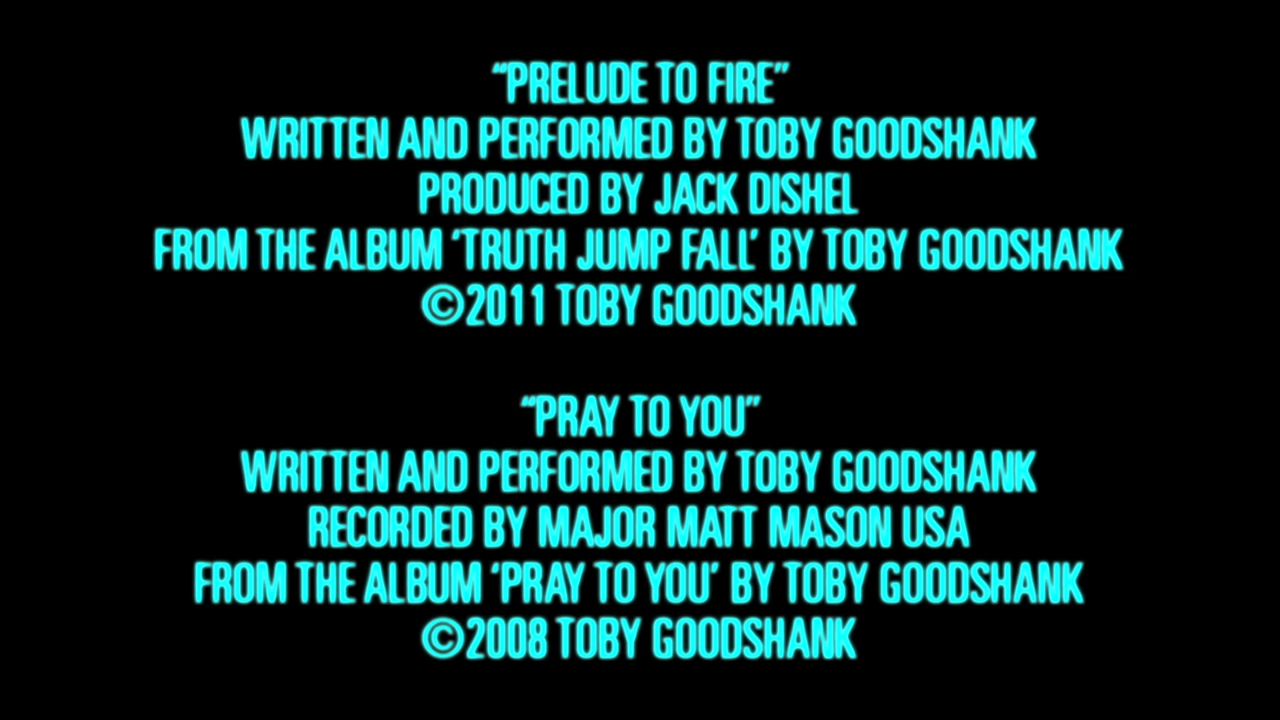 “PRELUDE TO FIRE”
WRITTEN AND PERFORMED BY TOBY GOODSHANK
PRODUCED BY JACK DISHEL
FROM THE ALBUM ‘TRUTH JUMP FALL’ BY TOBY GOODSHANK
©2011 TOBY GOODSHANK
“PRAY TO YOU”
WRITTEN AND PERFORMED BY TOBY GOODSHANK
RECORDED BY MAJOR MATT MASON USA
FROM THE ALBUM ‘PRAY TO YOU’ BY TOBY GOODSHANK
©2008 TOBY GOODSHANK